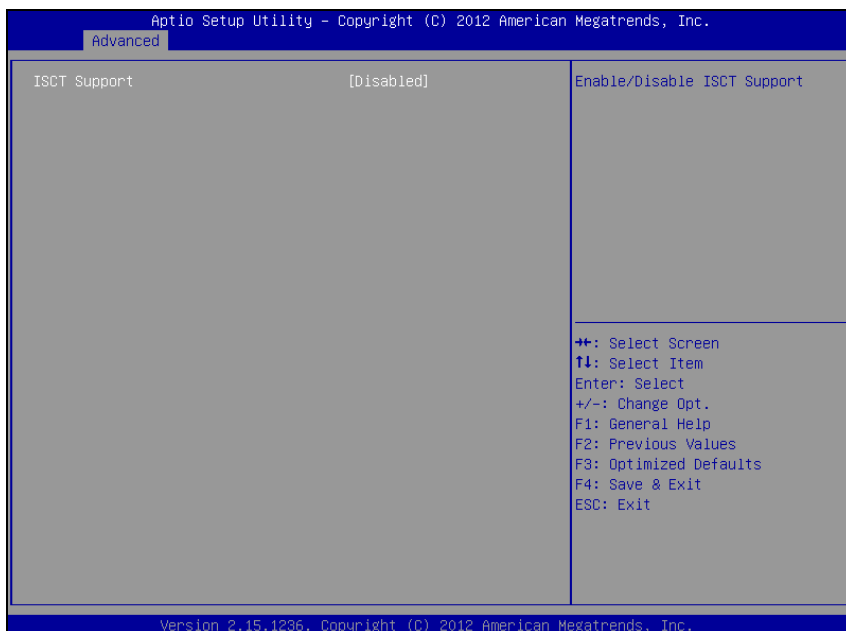 Aptio Setup Utility – Copyright (C) 2012 American Megatrends, Inc.
Advanced
ISCT Support [Disabled]
Enable/Disable ISCT Support
→←: Select Screen
↑↓: Select Item
Enter: Select
+/-: Change Opt.
F1: General Help
F2: Previous Values
F3: Optimized Defaults
F4: Save & Exit
ESC: Exit
Version 2.15.1236. Copyright (C) 2012 American Megatrends, Inc.